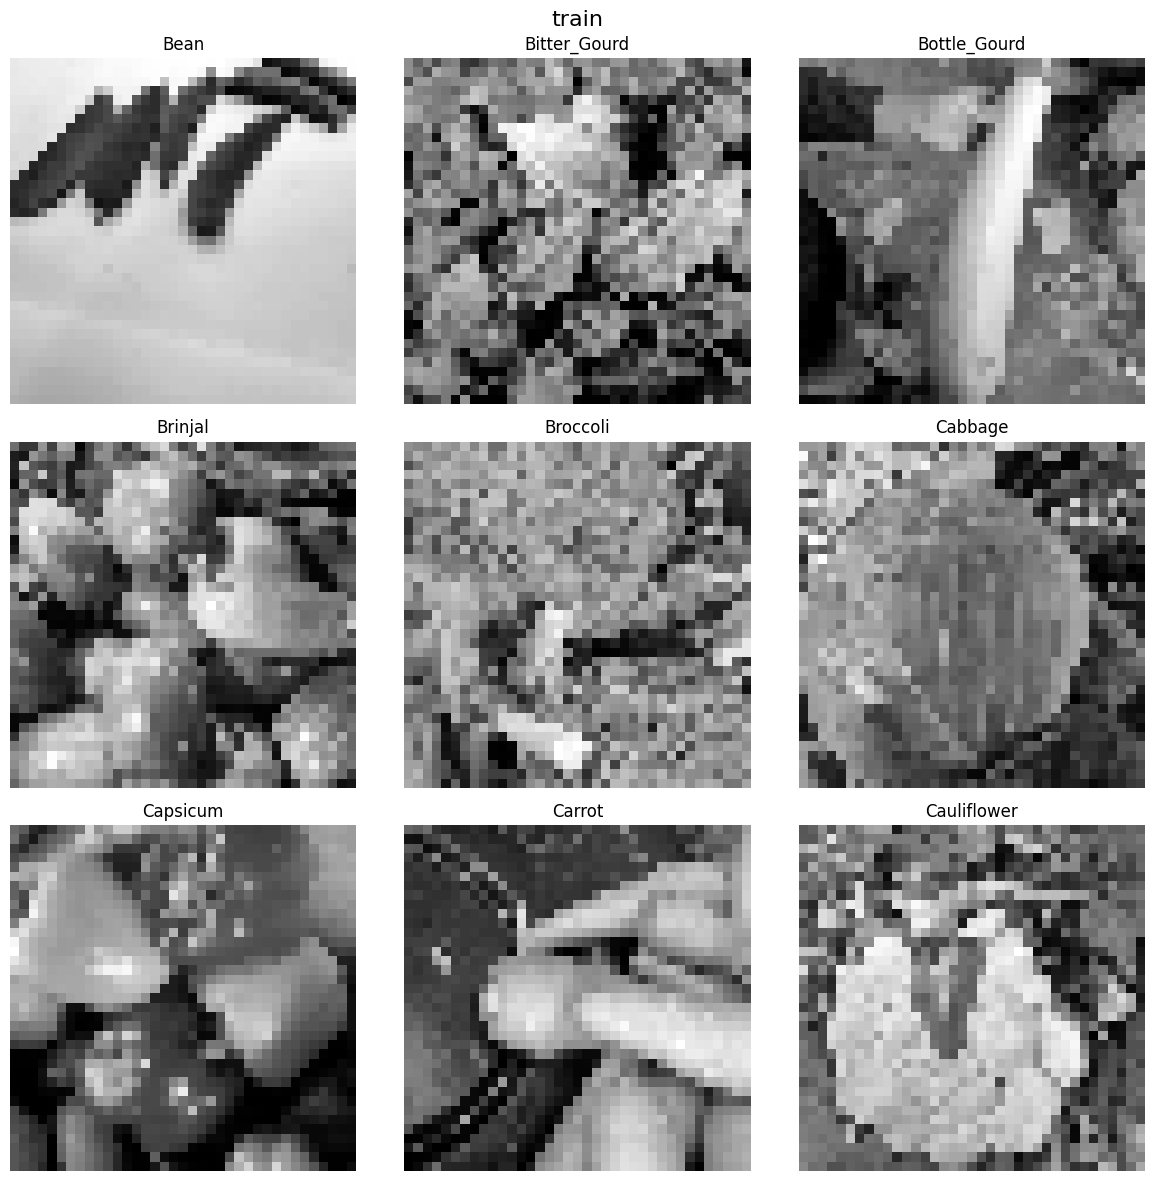 train
Bean
Bitter_Gourd
Bottle_Gourd
Brinjal
Broccoli
Cabbage
Capsicum
Carrot
Cauliflower